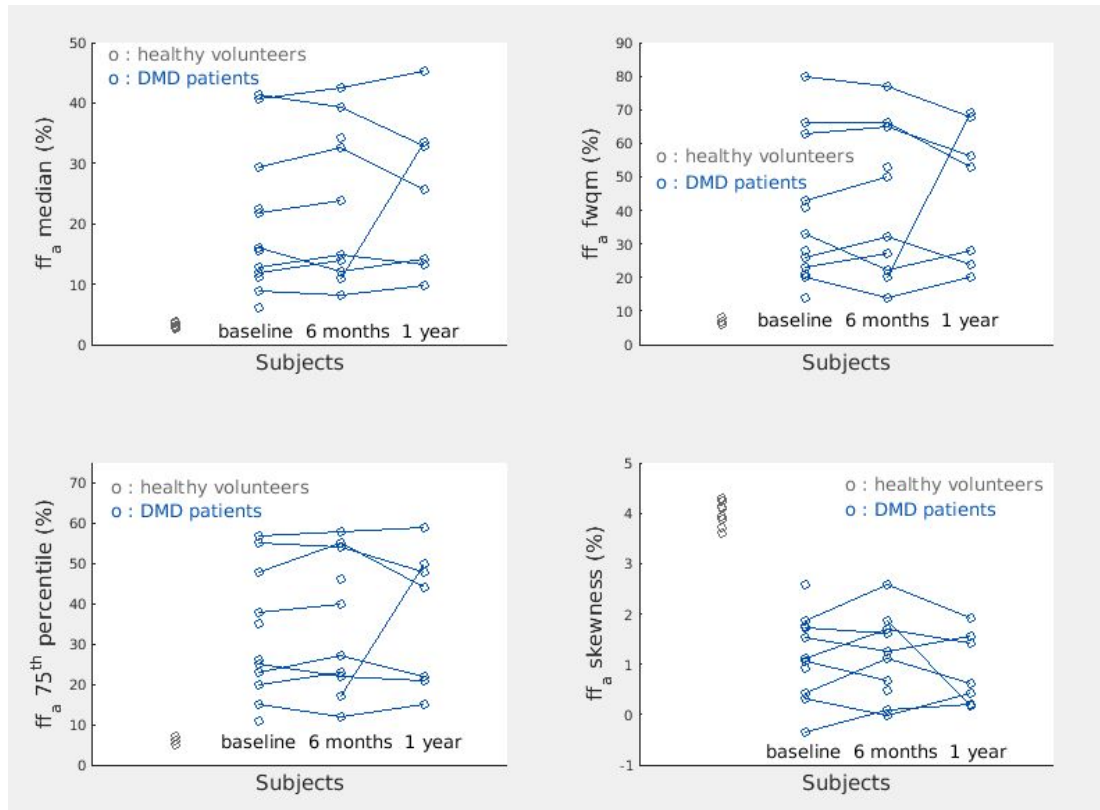 50
40
30
20
10
0
ff_a median (%)
o : healthy volunteers
o : DMD patients
baseline 6 months 1 year
Subjects
90
80
70
60
50
40
30
20
10
0
ff_a fwqm (%)
o : healthy volunteers
o : DMD patients
baseline 6 months 1 year
Subjects
70
60
50
40
30
20
10
0
ff_a 75th percentile (%)
o : healthy volunteers
o : DMD patients
baseline 6 months 1 year
Subjects
5
4
3
2
1
0
-1
ff_a skewness (%)
o : healthy volunteers
o : DMD patients
baseline 6 months 1 year
Subjects